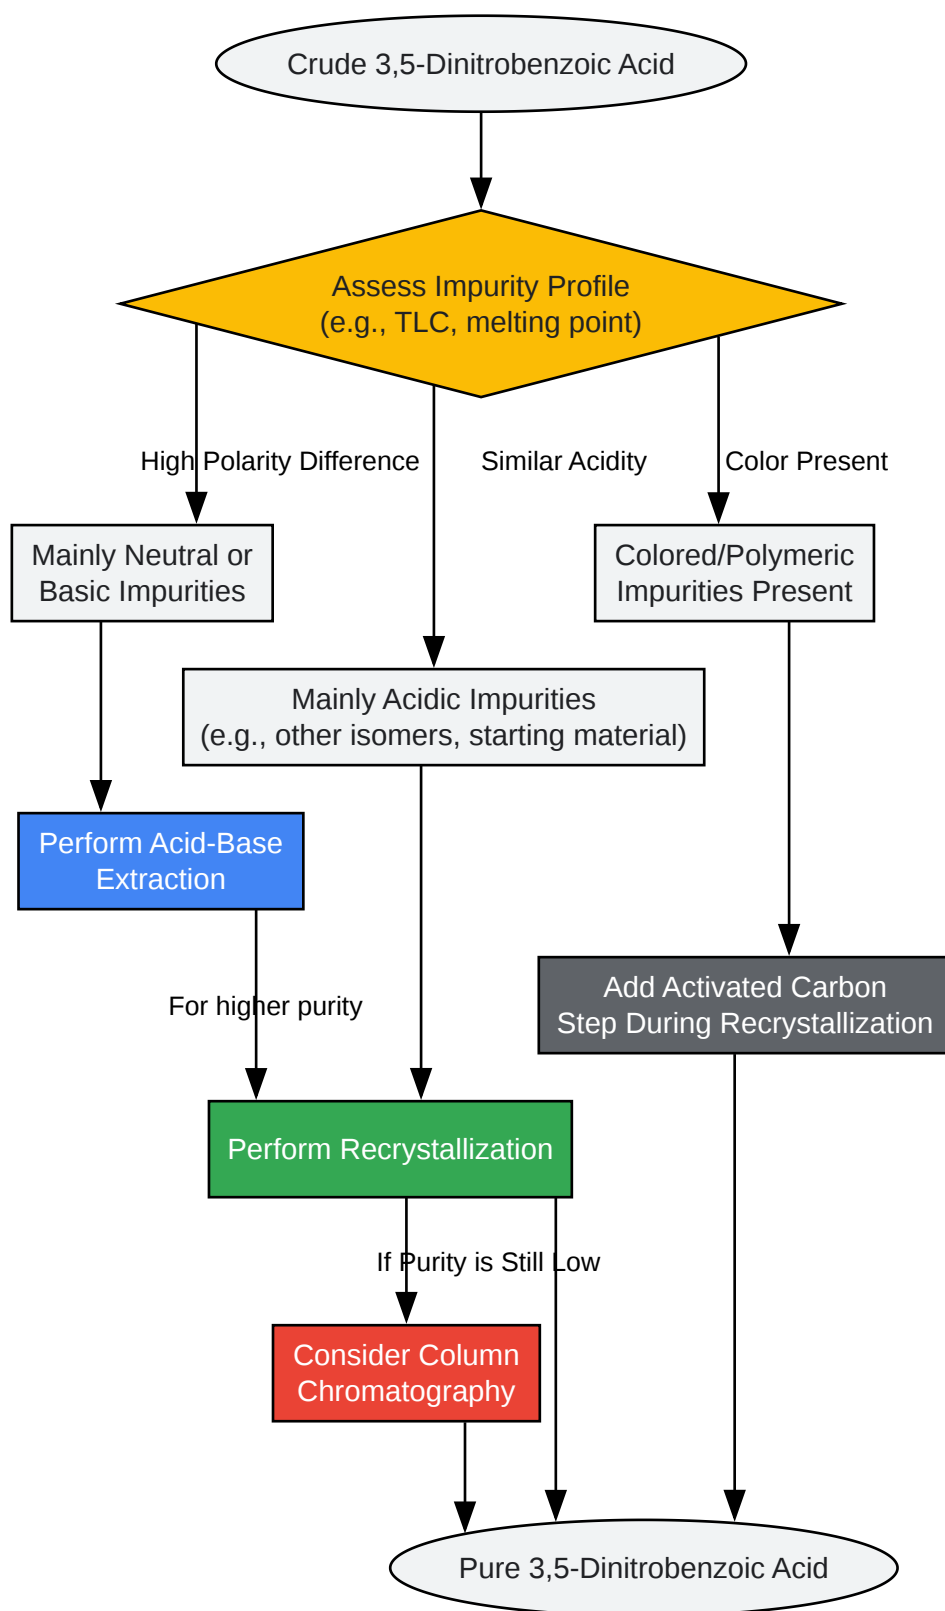 Crude 3,5-Dinitrobenzoic Acid
Assess Impurity Profile
(e.g., TLC, melting point)
High Polarity Difference
Similar Acidity
Color Present
Mainly Neutral or
Basic Impurities
Colored/Polymeric
Impurities Present
Mainly Acidic Impurities
(e.g., other isomers, starting material)
Perform Acid-Base
Extraction
Add Activated Carbon
Step During Recrystallization
For higher purity
Perform Recrystallization
If Purity is Still Low
Consider Column
Chromatography
Pure 3,5-Dinitrobenzoic Acid